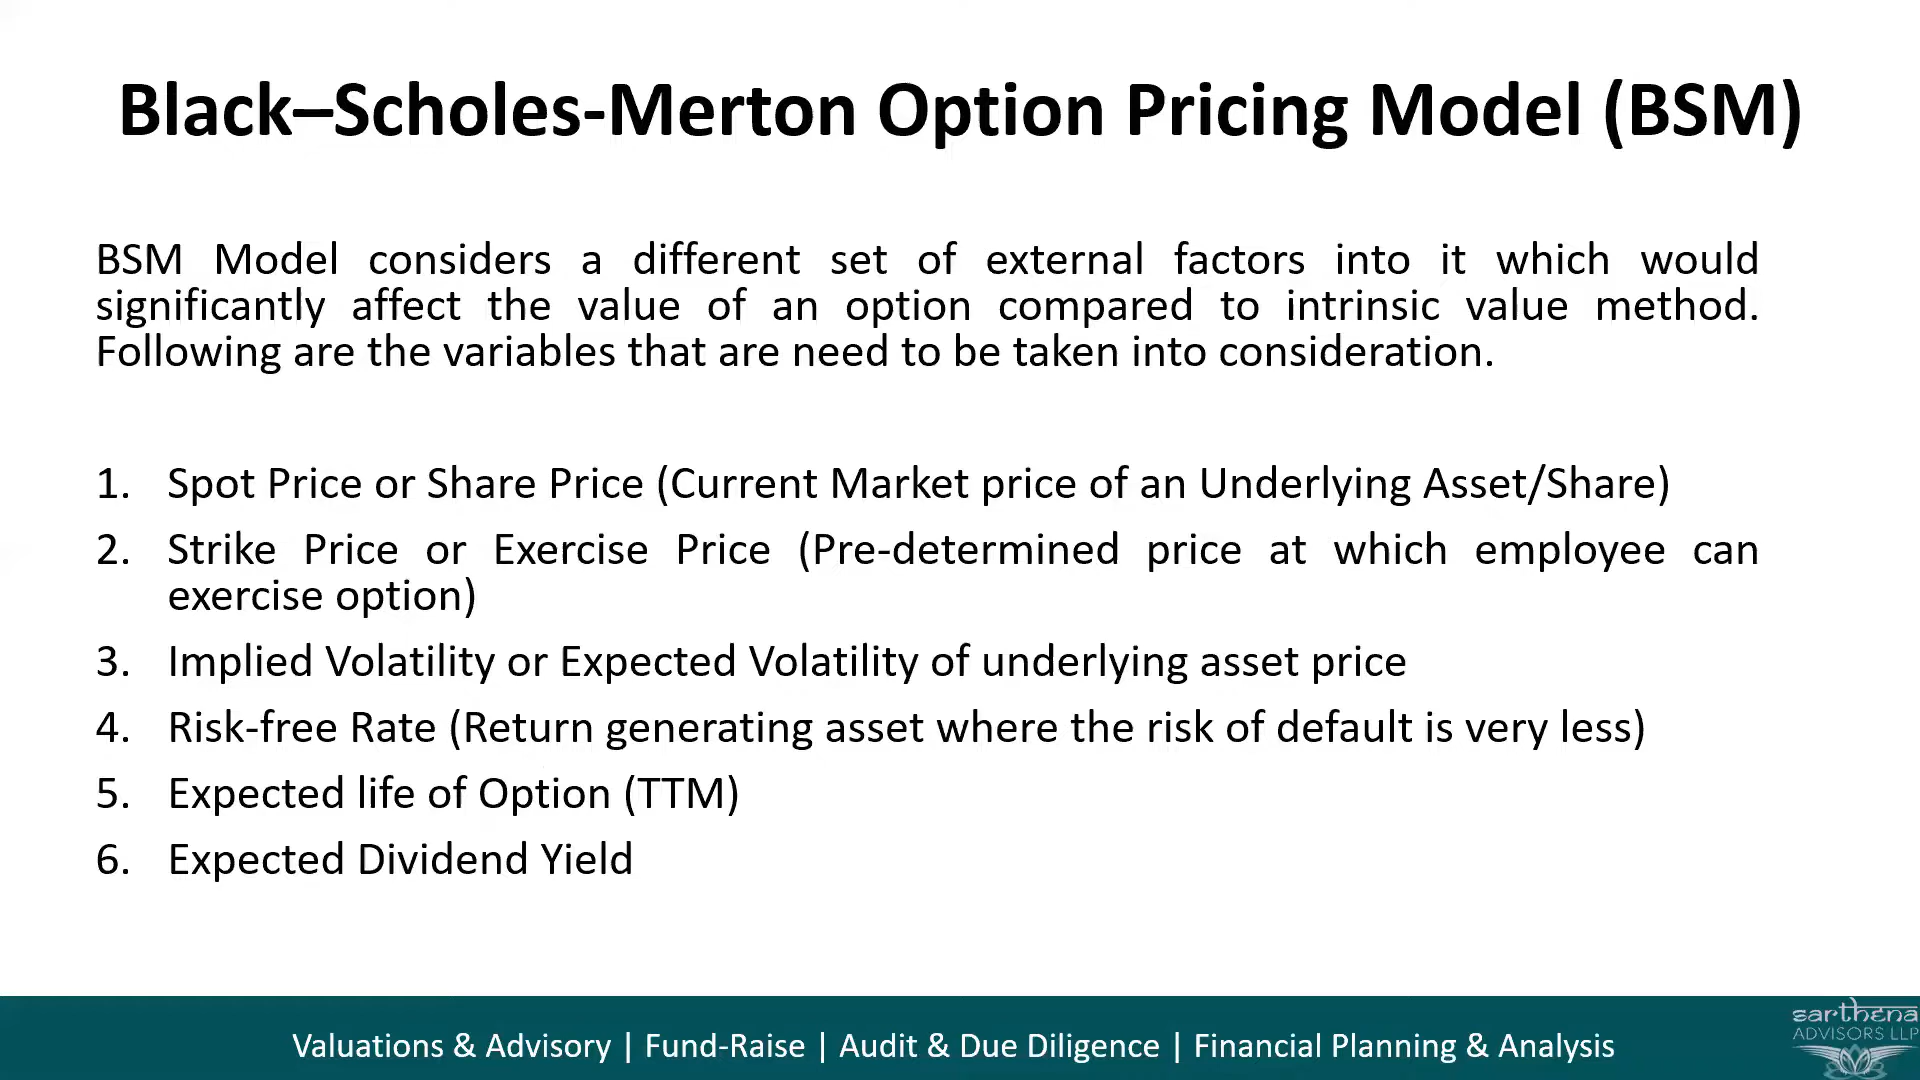 Black–Scholes-Merton Option Pricing Model (BSM)
BSM Model considers a different set of external factors into it which would
significantly affect the value of an option compared to intrinsic value method.
Following are the variables that are need to be taken into consideration.
1. Spot Price or Share Price (Current Market price of an Underlying Asset/Share)
2. Strike Price or Exercise Price (Pre-determined price at which employee can
exercise option)
3. Implied Volatility or Expected Volatility of underlying asset price
4. Risk-free Rate (Return generating asset where the risk of default is very less)
5. Expected life of Option (TTM)
6. Expected Dividend Yield
Valuations & Advisory | Fund-Raise | Audit & Due Diligence | Financial Planning & Analysis
sarthena
ADVISORS LLP